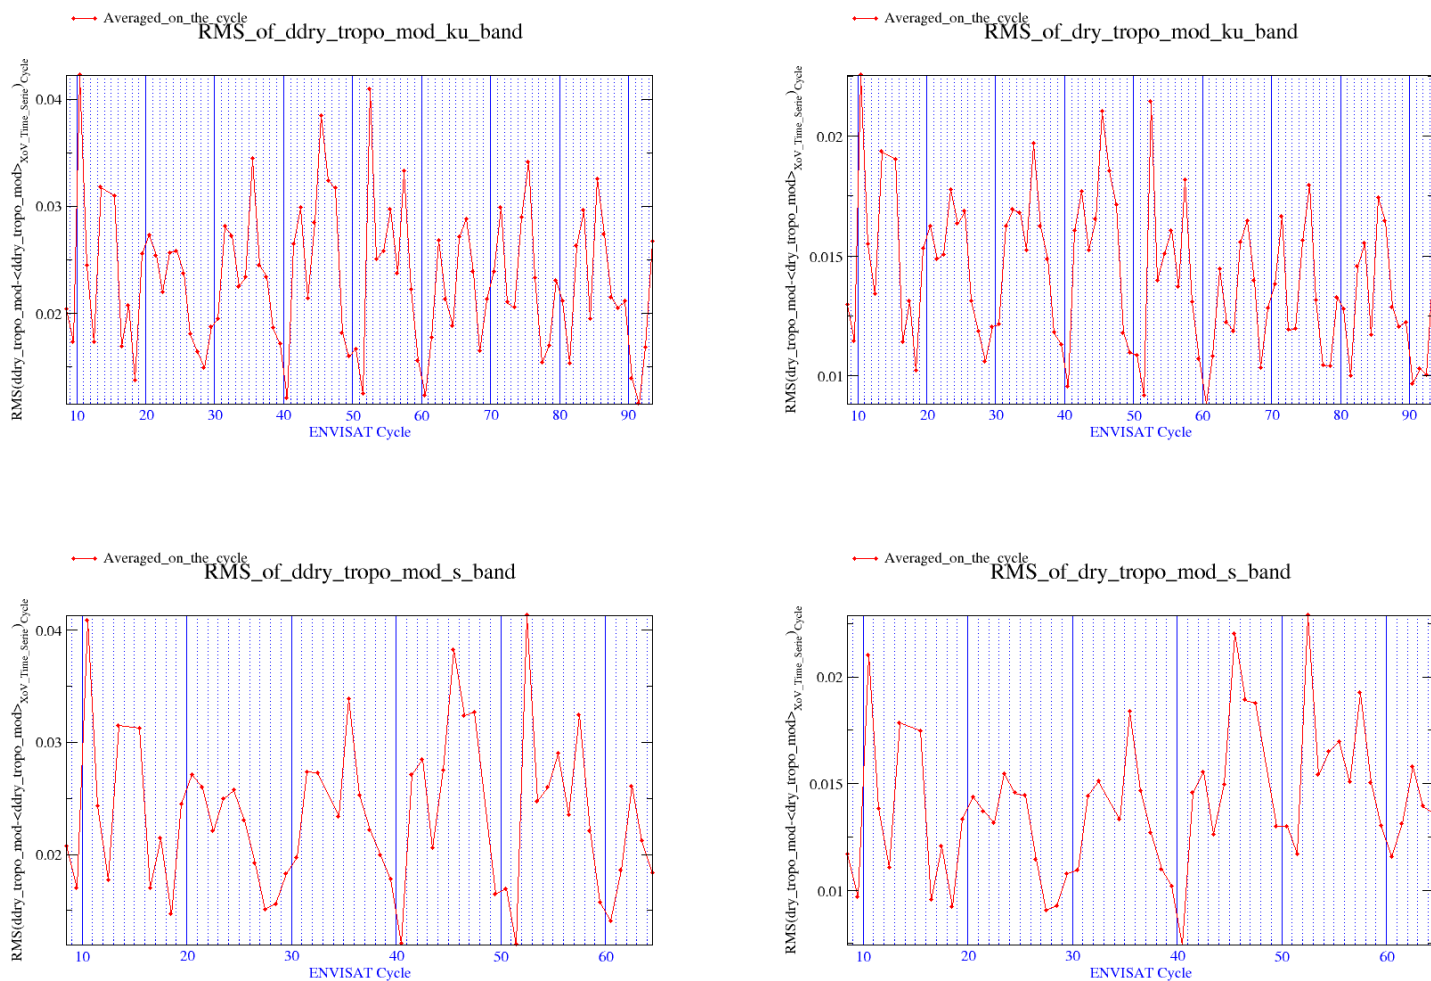 Averaged_on_the_cycle
RMS_of_ddry_tropo_mod_ku_band
RMS(ddry_tropo_mod-<ddry_tropo_mod>XoV_Time_Serie)Cycle
0.04
0.03
0.02
10 20 30 40 50 60 70 80 90
ENVISAT Cycle
Averaged_on_the_cycle
RMS_of_dry_tropo_mod_ku_band
RMS(dry_tropo_mod-<dry_tropo_mod>XoV_Time_Serie)Cycle
0.02
0.015
0.01
10 20 30 40 50 60 70 80 90
ENVISAT Cycle
Averaged_on_the_cycle
RMS_of_ddry_tropo_mod_s_band
RMS(ddry_tropo_mod-<ddry_tropo_mod>XoV_Time_Serie)Cycle
0.04
0.03
0.02
10 20 30 40 50 60
ENVISAT Cycle
Averaged_on_the_cycle
RMS_of_dry_tropo_mod_s_band
RMS(dry_tropo_mod-<dry_tropo_mod>XoV_Time_Serie)Cycle
0.02
0.015
0.01
10 20 30 40 50 60
ENVISAT Cycle